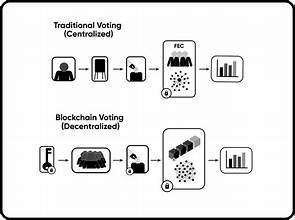 Traditional Voting
(Centralized)
FEC
Blockchain Voting
(Decentralized)